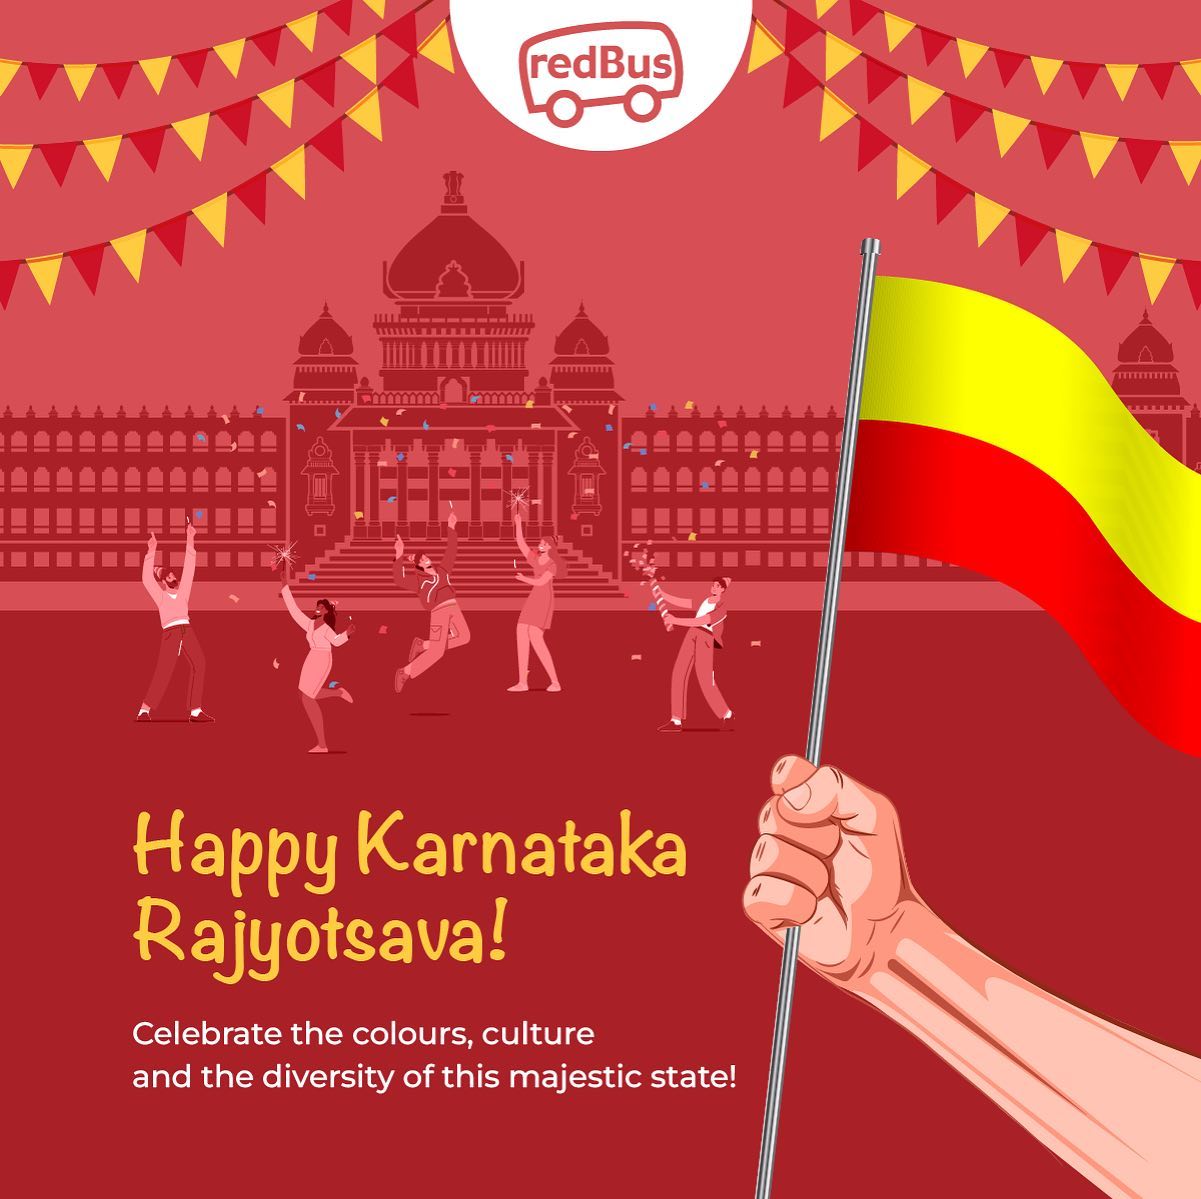 redBus
Happy Karnataka
Rajyotsava!
Celebrate the colours, culture
and the diversity of this majestic state!